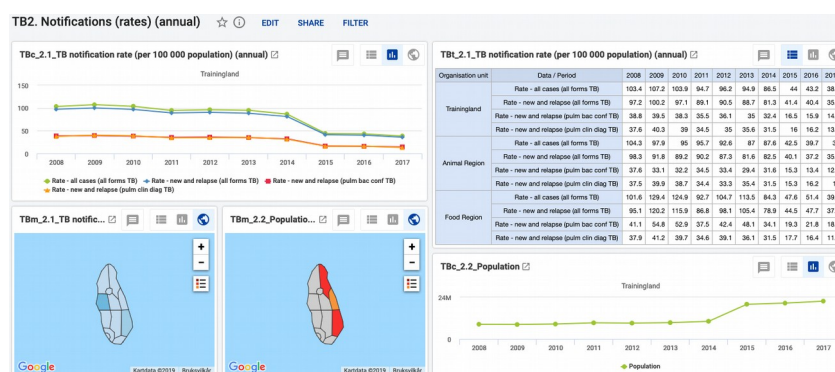 TB2. Notifications (rates) (annual) EDIT SHARE FILTER
TBc_2.1_TB notification rate (per 100 000 population) (annual)
Trainingland
150
100
50
0
2008 2009 2010 2011 2012 2013 2014 2015 2016 2017
Rate - all cases (all forms TB) Rate - new and relapse (all forms TB) Rate - new and relapse (pulm bac conf TB)
Rate - new and relapse (pulm clin diag TB)
TBt_2.1_TB notification rate (per 100 000 population) (annual)
Organisation unit Data / Period 2008 2009 2010 2011 2012 2013 2014 2015 2016
Trainingland
Rate - all cases (all forms TB) 103.4 107.2 103.9 94.7 96.2 94.9 86.5 44 43.2
Rate - new and relapse (all forms TB) 97.2 100.2 97.1 89.1 90.5 88.7 81.3 41.4 40.4
Rate - new and relapse (pulm bac conf TB) 38.8 39.5 38.3 35.5 36.1 35 32.4 16.5 15.9
Rate - new and relapse (pulm clin diag TB) 37.6 40.3 39 34.5 35 35.6 31.5 16 16.2
Animal Region
Rate - all cases (all forms TB) 104.3 97.9 95 95.7 92.6 87 87.6 42.5 39.7
Rate - new and relapse (all forms TB) 98.3 91.8 89.2 90.2 87.3 81.6 82.5 40.1 37.2
Rate - new and relapse (pulm bac conf TB) 37.6 33.1 32.2 34.5 33.4 29.4 31.6 15.3 13.4
Rate - new and relapse (pulm clin diag TB) 37.5 39.9 38.7 34.4 33.3 35.4 31.5 15.3 16.2
Food Region
Rate - all cases (all forms TB) 101.6 129.4 124.9 92.7 104.7 113.5 84.3 47.6 51.4
Rate - new and relapse (all forms TB) 95.1 120.2 115.9 86.8 98.1 105.4 78.9 44.5 47.7
Rate - new and relapse (pulm bac conf TB) 41.1 54.8 52.9 37.5 42.4 48.1 34.1 19.3 21.8
Rate - new and relapse (pulm clin diag TB) 37.9 41.2 39.7 34.6 39.1 36.1 31.5 17.7 16.4
TBm_2.1_TB notific...
TBm_2.2_Populatio...
+
−
+
−
Google Kartdata ©2019 Bruksvilkår
Google Kartdata ©2019 Bruksvilkår
TBc_2.2_Population
Trainingland
24M
0
2008 2009 2010 2011 2012 2013 2014 2015 2016 2017
Population